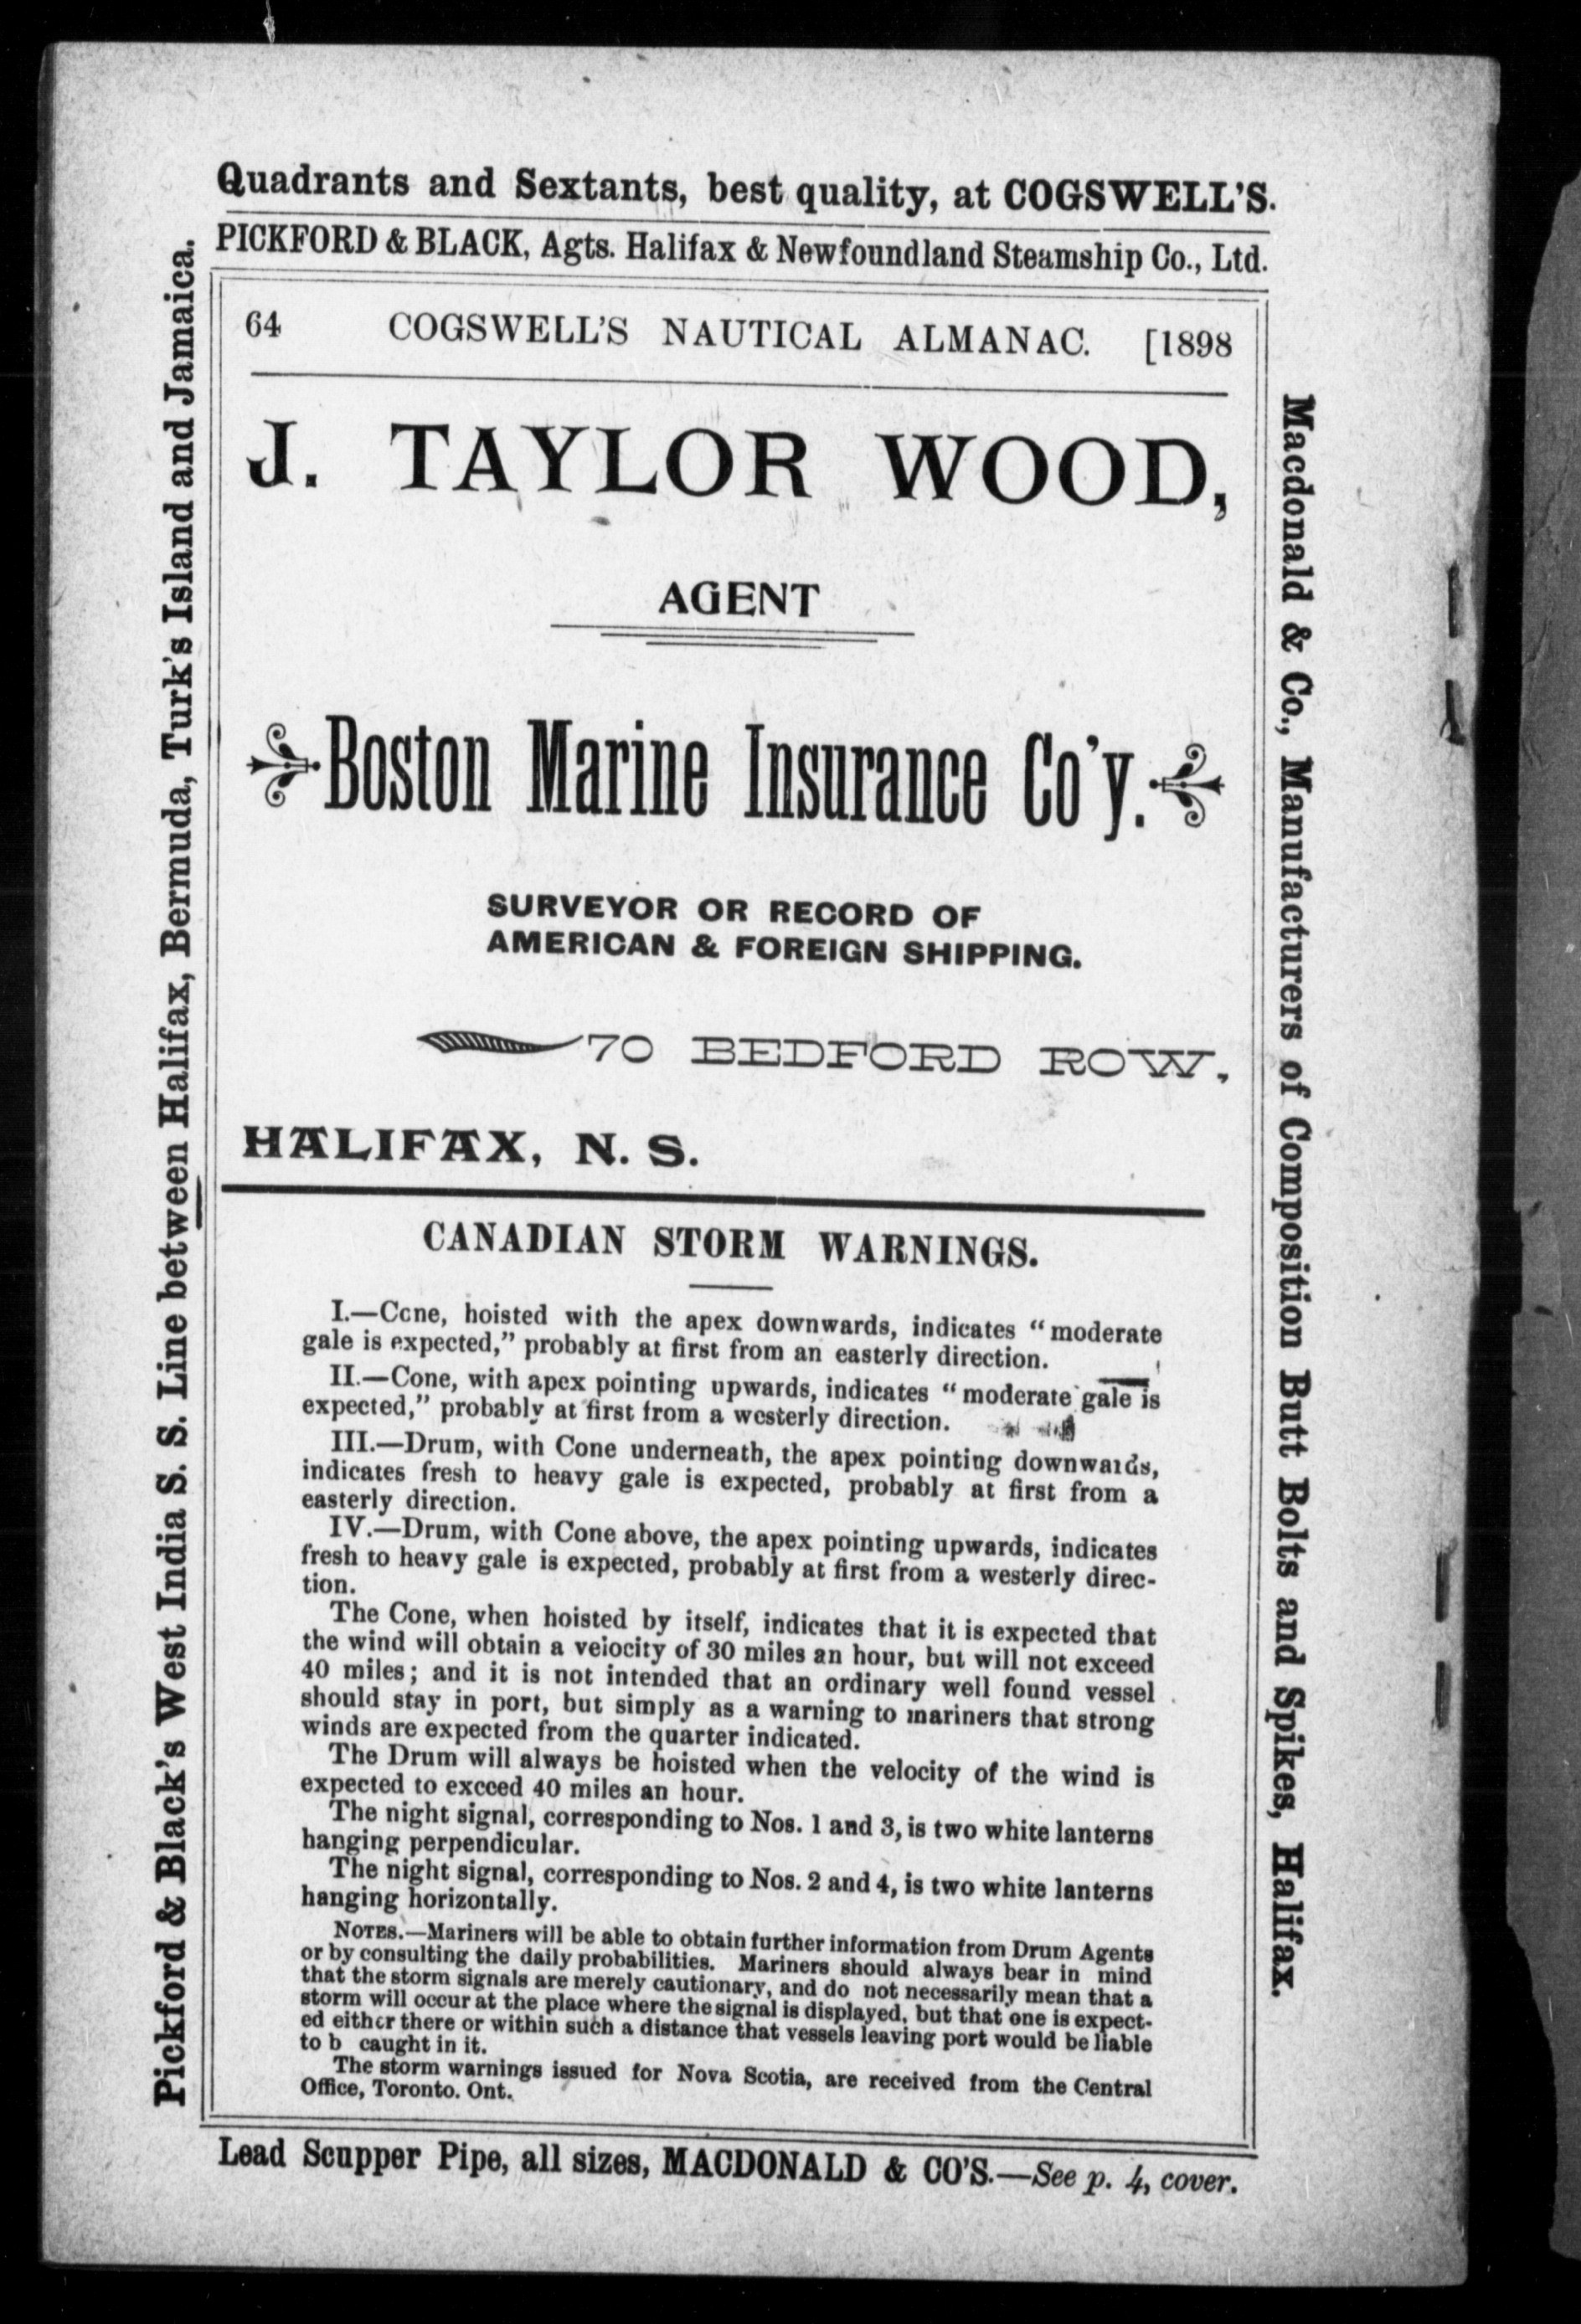 Quadrants and Sextants, best quality, at COGSWELL'S.
PICKFORD & BLACK, Agts. Halifax & Newfoundland Steamship Co., Ltd.
Pickford & Black's West India S. S. Line between Halifax, Bermuda, Turk's Island and Jamaica.
64 COGSWELL'S NAUTICAL ALMANAC. [1898
J. TAYLOR WOOD,
AGENT
Boston Marine Insurance Co'y.
SURVEYOR OR RECORD OF
AMERICAN & FOREIGN SHIPPING.
70 BEDFORD ROW,
HALIFAX, N. S.
CANADIAN STORM WARNINGS.
I.—Ccne, hoisted with the apex downwards, indicates "moderate
gale is expected," probably at first from an easterly direction.
II.—Cone, with apex pointing upwards, indicates "moderate gale is
expected," probably at first from a westerly direction.
III.—Drum, with Cone underneath, the apex pointing downwards,
indicates fresh to heavy gale is expected, probably at first from a
easterly direction.
IV.—Drum, with Cone above, the apex pointing upwards, indicates
fresh to heavy gale is expected, probably at first from a westerly direc-
tion.
The Cone, when hoisted by itself, indicates that it is expected that
the wind will obtain a velocity of 30 miles an hour, but will not exceed
40 miles; and it is not intended that an ordinary well found vessel
should stay in port, but simply as a warning to mariners that strong
winds are expected from the quarter indicated.
The Drum will always be hoisted when the velocity of the wind is
expected to exceed 40 miles an hour.
The night signal, corresponding to Nos. 1 and 3, is two white lanterns
hanging perpendicular.
The night signal, corresponding to Nos. 2 and 4, is two white lanterns
hanging horizontally.
NOTES.—Mariners will be able to obtain further information from Drum Agents
or by consulting the daily probabilities. Mariners should always bear in mind
that the storm signals are merely cautionary, and do not necessarily mean that a
storm will occur at the place where the signal is displayed, but that one is expect-
ed either there or within such a distance that vessels leaving port would be liable
to b caught in it.
The storm warnings issued for Nova Scotia, are received from the Central
Office, Toronto. Ont.
Macdonald & Co., Manufacturers of Composition Butt Bolts and Spikes, Halifax.
Lead Scupper Pipe, all sizes, MACDONALD & CO'S.—See p. 4, cover.